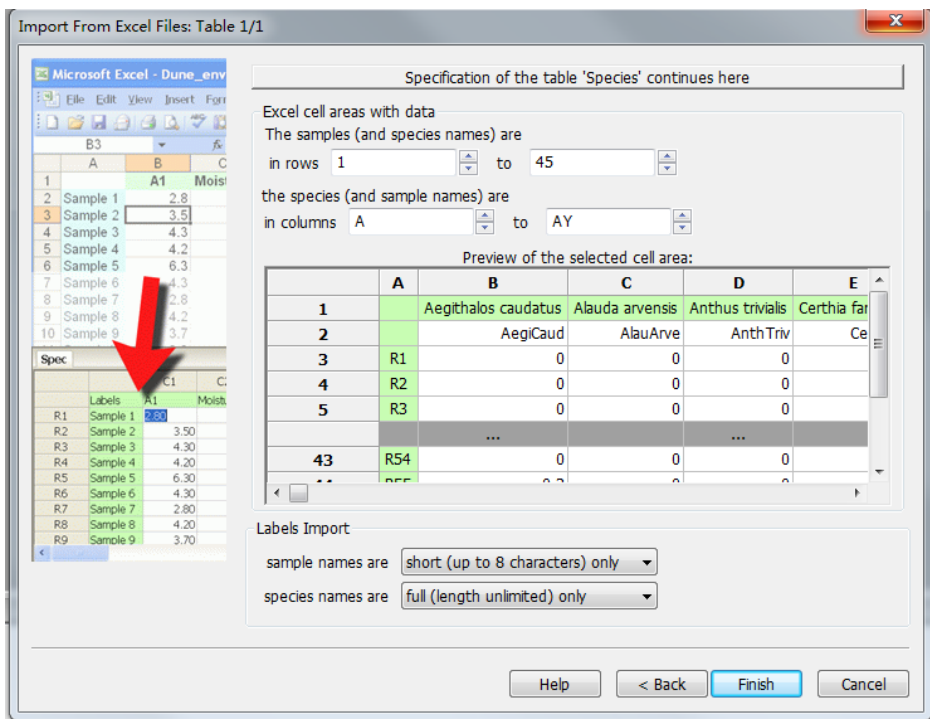 Import From Excel Files: Table 1/1
Microsoft Excel - Dune_env
File Edit View Insert Form
B3 fx
A B C
1 A1 Moist
2 Sample 1 2.8
3 Sample 2 3.5
4 Sample 3 4.3
5 Sample 4 4.2
6 Sample 5 6.3
7 Sample 6 4.3
8 Sample 7 2.8
9 Sample 8 4.2
10 Sample 9 3.7
Spec
C1 C2
Labels A1 Moistu
R1 Sample 1 2.80
R2 Sample 2 3.50
R3 Sample 3 4.30
R4 Sample 4 4.20
R5 Sample 5 6.30
R6 Sample 6 4.30
R7 Sample 7 2.80
R8 Sample 8 4.20
R9 Sample 9 3.70
Specification of the table 'Species' continues here
Excel cell areas with data
The samples (and species names) are
in rows 1 to 45
the species (and sample names) are
in columns A to AY
Preview of the selected cell area:
A B C D E
1 Aegithalos caudatus Alauda arvensis Anthus trivialis Certhia far
2 AegiCaud AlauArve AnthTriv Ce
3 R1 0 0 0
4 R2 0 0 0
5 R3 0 0 0
... ...
43 R54 0 0 0
Labels Import
sample names are short (up to 8 characters) only
species names are full (length unlimited) only
Help < Back Finish Cancel